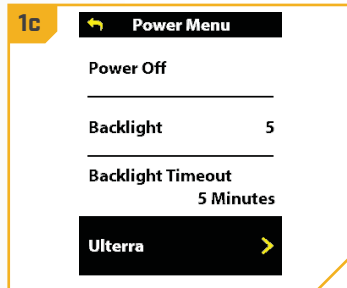 1c
Power Menu
Power Off
Backlight 5
Backlight Timeout
5 Minutes
Ulterra